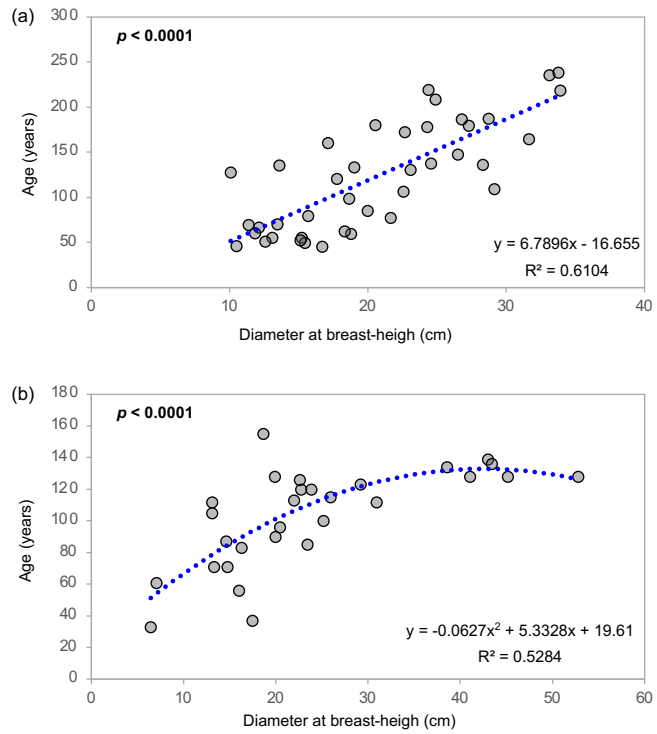 (a)
300
p < 0.0001
250
200
150
100
50
0
Age (years)
y = 6.7896x - 16.655
R² = 0.6104
0 10 20 30 40
Diameter at breast-heigh (cm)
(b)
180
p < 0.0001
160
140
120
100
80
60
40
20
0
Age (years)
y = -0.0627x² + 5.3328x + 19.61
R² = 0.5284
0 10 20 30 40 50 60
Diameter at breast-heigh (cm)